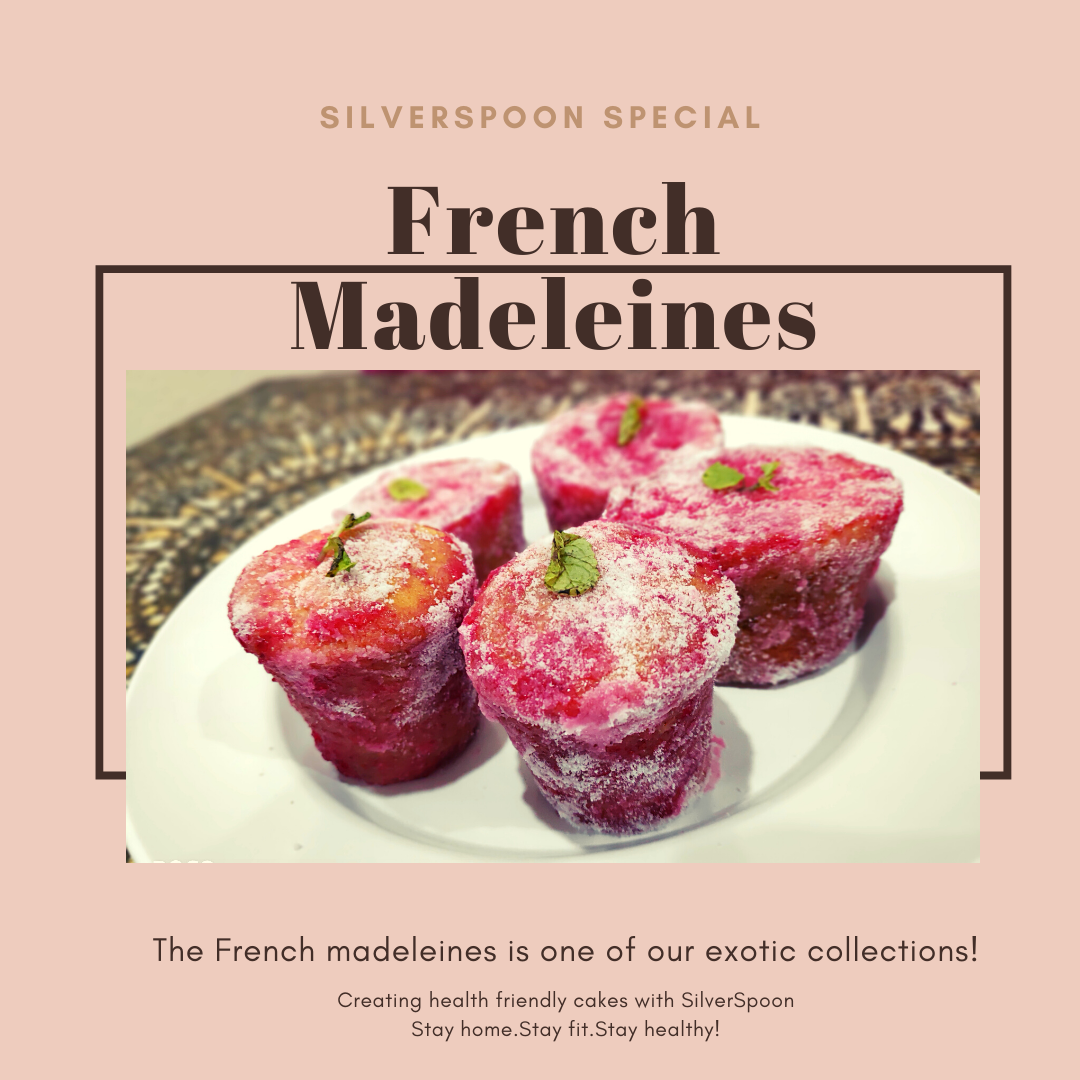 SILVERSPOON SPECIAL
French
Madeleines
The French madeleines is one of our exotic collections!
Creating health friendly cakes with SilverSpoon
Stay home.Stay fit.Stay healthy!